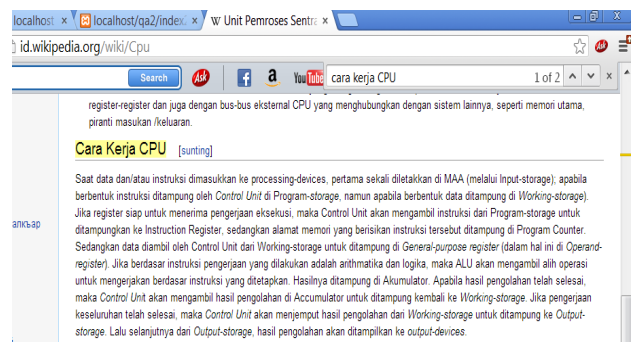 localhost × localhost/qa2/index. × W Unit Pemroses Sentra ×
id.wikipedia.org/wiki/Cpu
Search Ask f a You Tube cara kerja CPU 1 of 2
register-register dan juga dengan bus-bus eksternal CPU yang menghubungkan dengan sistem lainnya, seperti memori utama,
piranti masukan /keluaran.
Cara Kerja CPU [sunting]
Saat data dan/atau instruksi dimasukkan ke processing-devices, pertama sekali diletakkan di MAA (melalui Input-storage); apabila
berbentuk instruksi ditampung oleh Control Unit di Program-storage, namun apabila berbentuk data ditampung di Working-storage).
Jika register siap untuk menerima pengerjaan eksekusi, maka Control Unit akan mengambil instruksi dari Program-storage untuk
ditampungkan ke Instruction Register, sedangkan alamat memori yang berisikan instruksi tersebut ditampung di Program Counter.
Sedangkan data diambil oleh Control Unit dari Working-storage untuk ditampung di General-purpose register (dalam hal ini di Operand-
register). Jika berdasar instruksi pengerjaan yang dilakukan adalah arithmatika dan logika, maka ALU akan mengambil alih operasi
untuk mengerjakan berdasar instruksi yang ditetapkan. Hasilnya ditampung di Akumulator. Apabila hasil pengolahan telah selesai,
maka Control Unit akan mengambil hasil pengolahan di Accumulator untuk ditampung kembali ke Working-storage. Jika pengerjaan
keseluruhan telah selesai, maka Control Unit akan menjemput hasil pengolahan dari Working-storage untuk ditampung ke Output-
storage. Lalu selanjutnya dari Output-storage, hasil pengolahan akan ditampilkan ke output-devices.
алкъар